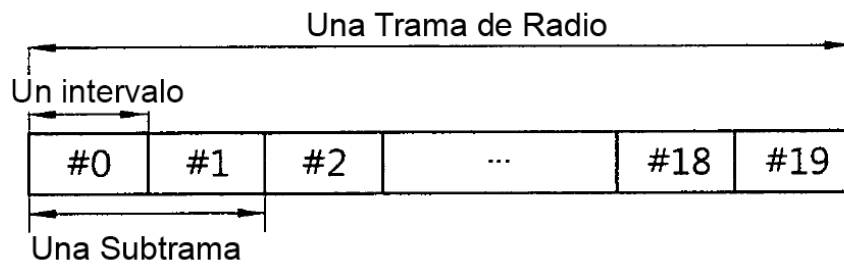 Una Trama de Radio
Un intervalo
#0 #1 #2 ... #18 #19
Una Subtrama